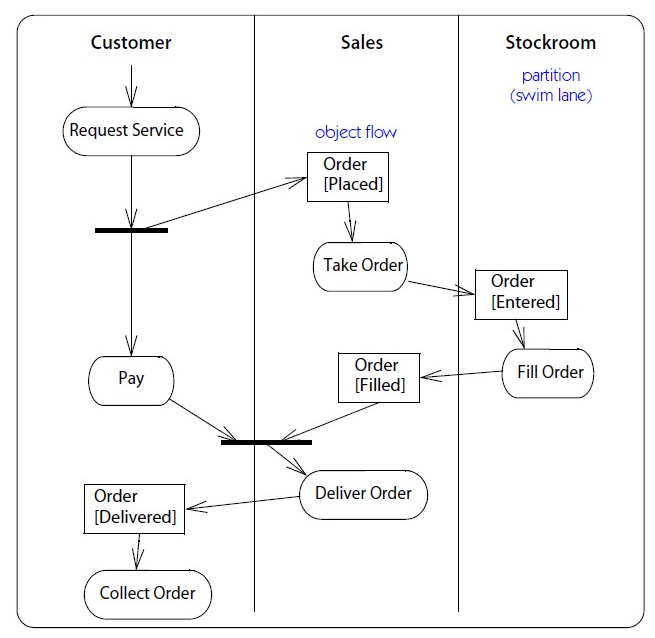 Customer
Sales
Stockroom
partition
(swim lane)
Request Service
object flow
Order
[Placed]
Take Order
Order
[Entered]
Pay
Order
[Filled]
Fill Order
Order
[Delivered]
Deliver Order
Collect Order